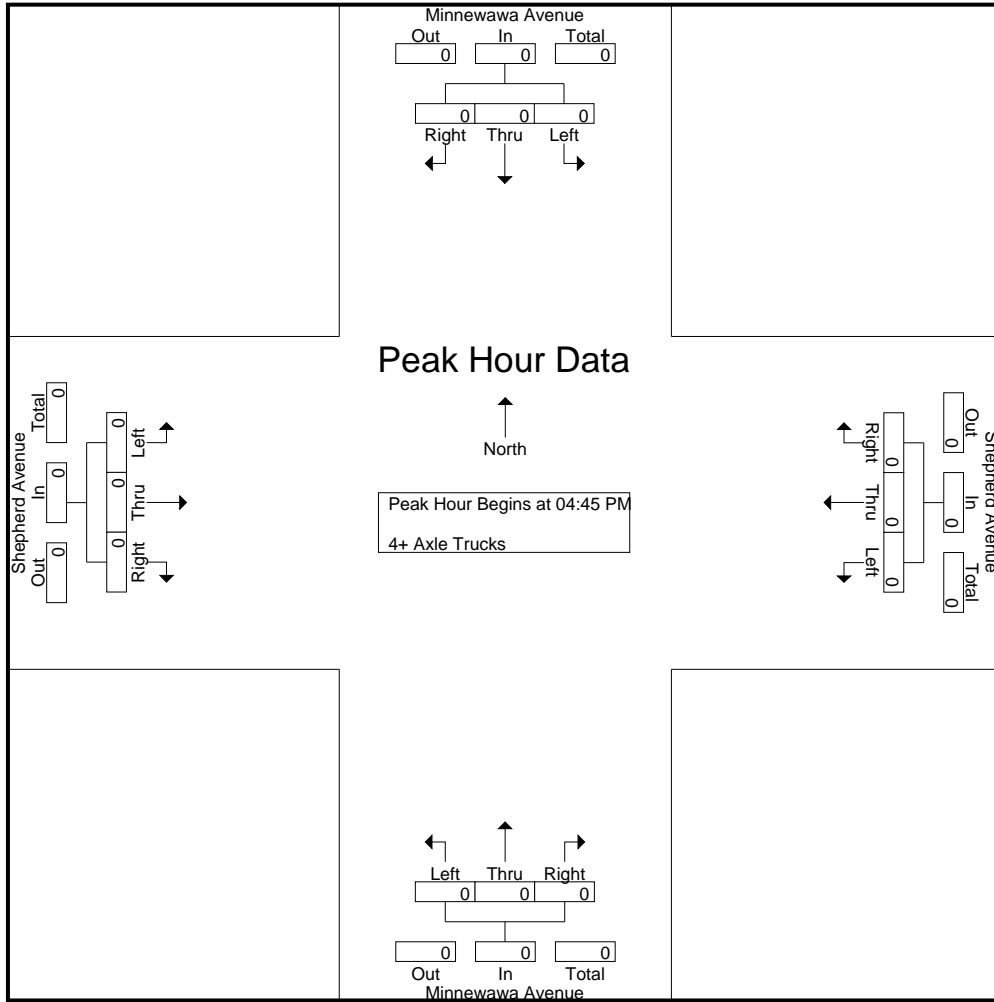 Minnewawa Avenue
Out In Total
0 0 0
0 0 0
Right Thru Left
Peak Hour Data
North
Peak Hour Begins at 04:45 PM
4+ Axle Trucks
Shepherd Avenue
Total In Out
0 0 0
0 0 0
Left Thru Right
Right Thru Left
0 0 0
0 0 0
Out In Total
Shepherd Avenue
Left Thru Right
0 0 0
0 0 0
Out In Total
Minnewawa Avenue